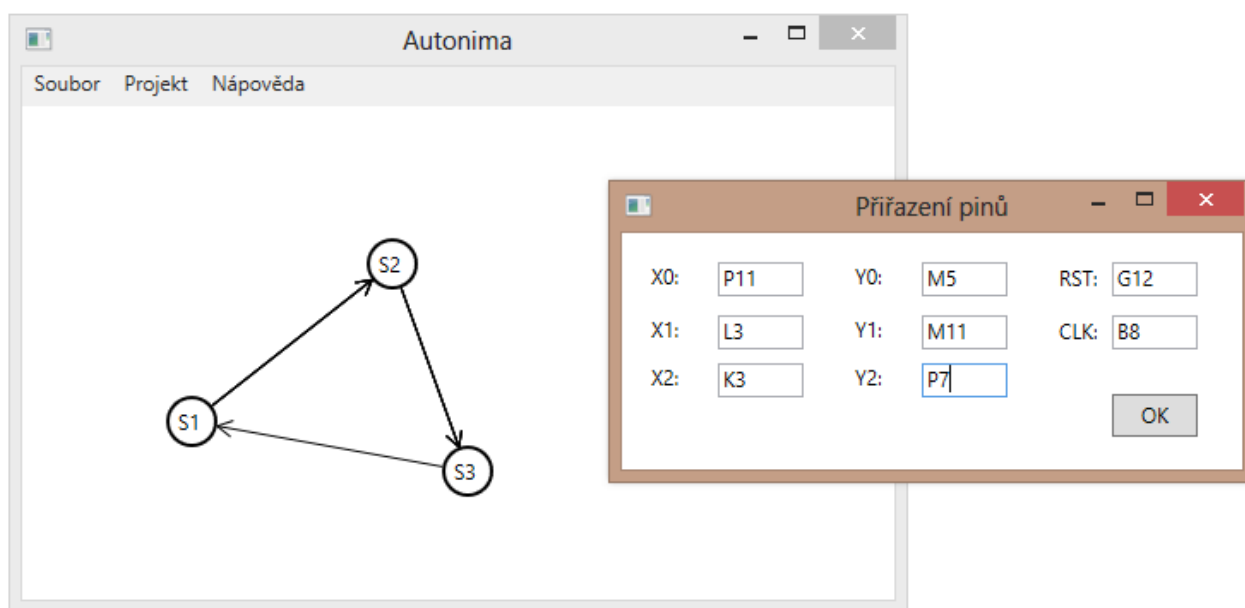 Autonima
Soubor Projekt Nápověda
S2
S1
S3
Přiřazení pinů
X0: P11 Y0: M5 RST: G12
X1: L3 Y1: M11 CLK: B8
X2: K3 Y2: P7
OK